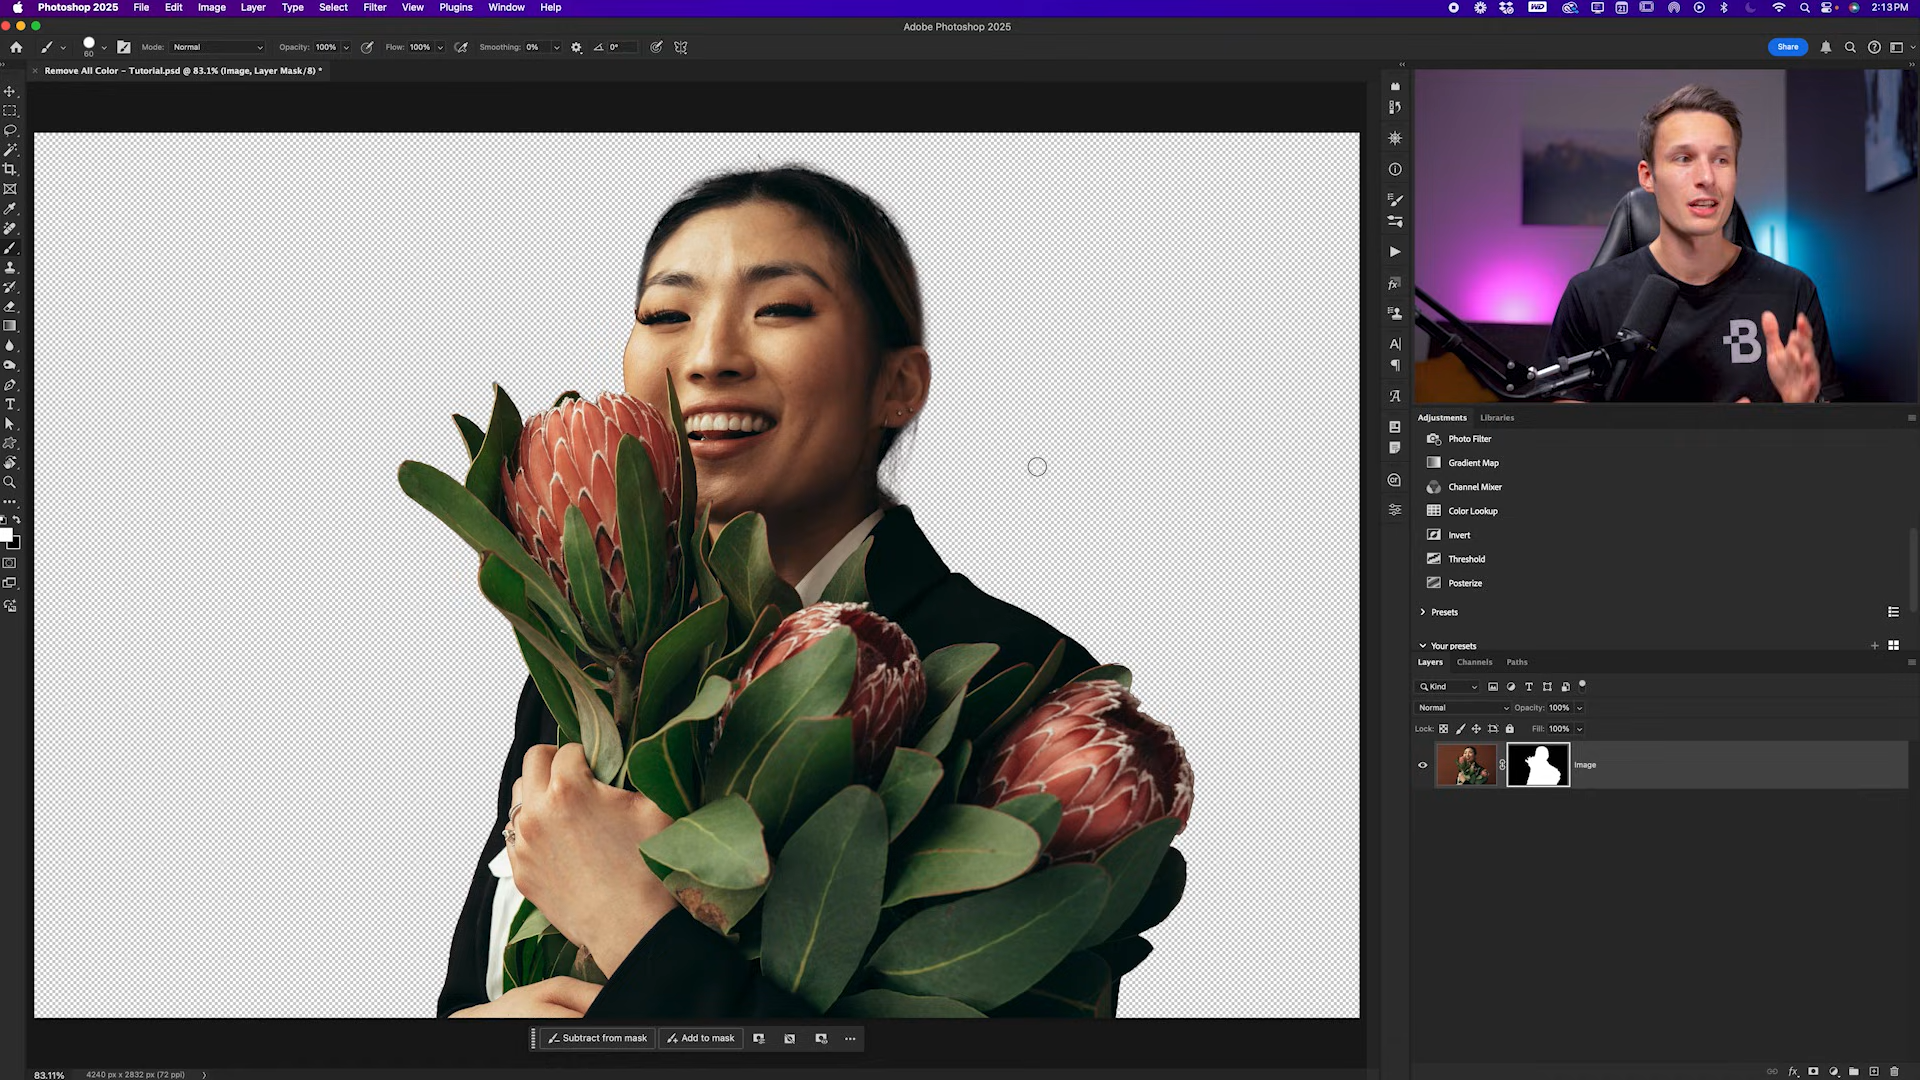 Photoshop 2025 File Edit Image Layer Type Select Filter View Plugins Window Help 2:13 PM
Adobe Photoshop 2025
60 Mode: Normal Opacity: 100% Flow: 100% Smoothing: 0% 0° Share
Remove All Color – Tutorial.psd @ 83.1% (Image, Layer Mask/8) *
B
Adjustments Libraries
Photo Filter
Gradient Map
Channel Mixer
Color Lookup
Invert
Threshold
Posterize
Presets
Your presets
Layers Channels Paths
Kind
Normal Opacity: 100%
Lock: Fill: 100%
Image
Subtract from mask Add to mask
83.11% 4240 px x 2832 px (72 ppi)